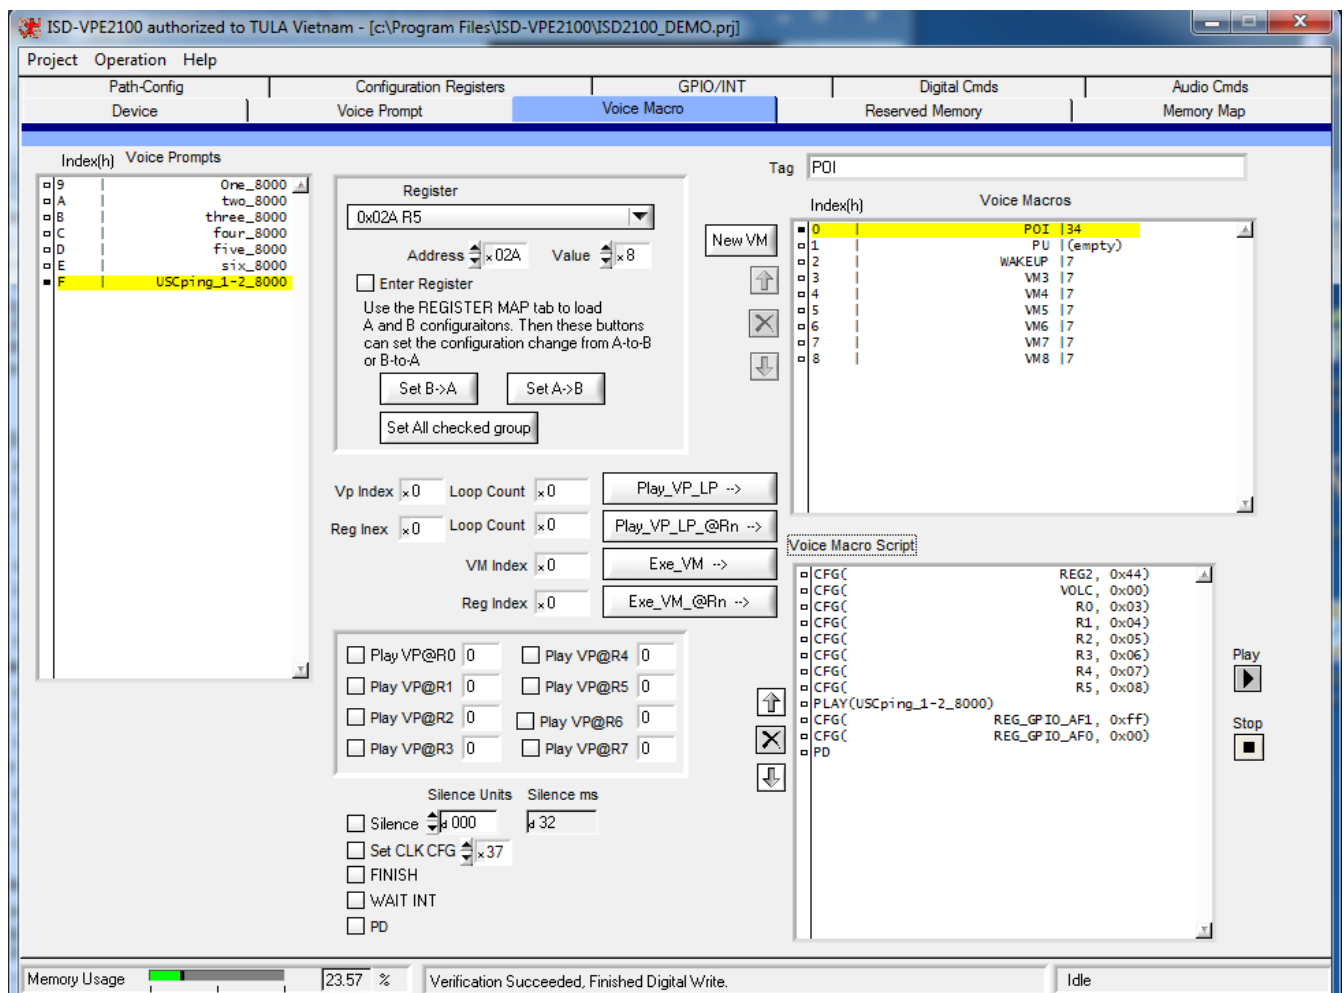 ISD-VPE2100 authorized to TULA Vietnam - [c:\Program Files\ISD-VPE2100\ISD2100_DEMO.prj]
Project Operation Help
Path-Config Configuration Registers GPIO/INT Digital Cmds Audio Cmds
Device Voice Prompt Voice Macro Reserved Memory Memory Map
Index(h) Voice Prompts
9 | One_8000
A | two_8000
B | three_8000
C | four_8000
D | five_8000
E | six_8000
F | USCping_1-2_8000
Register
0x02A R5
Address x 02A Value x 8
Enter Register
Use the REGISTER MAP tab to load
A and B configuraitons. Then these buttons
can set the configuration change from A-to-B
or B-to-A
Set B->A Set A->B
Set All checked group
Vp Index x 0 Loop Count x 0 Play_VP_LP -->
Reg Inex x 0 Loop Count x 0 Play_VP_LP_@Rn -->
VM Index x 0 Exe_VM -->
Reg Index x 0 Exe_VM_@Rn -->
Play VP@R0 0 Play VP@R4 0
Play VP@R1 0 Play VP@R5 0
Play VP@R2 0 Play VP@R6 0
Play VP@R3 0 Play VP@R7 0
Silence Units Silence ms
Silence d 000 d 32
Set CLK CFG x 37
FINISH
WAIT INT
PD
Tag POI
New VM
Index(h) Voice Macros
0 | POI |34
1 | PU |(empty)
2 | WAKEUP |7
3 | VM3 |7
4 | VM4 |7
5 | VM5 |7
6 | VM6 |7
7 | VM7 |7
8 | VM8 |7
Voice Macro Script
CFG( REG2, 0x44)
CFG( VOLC, 0x00)
CFG( R0, 0x03)
CFG( R1, 0x04)
CFG( R2, 0x05)
CFG( R3, 0x06)
CFG( R4, 0x07)
CFG( R5, 0x08)
PLAY(USCping_1-2_8000)
CFG( REG_GPIO_AF1, 0xff)
CFG( REG_GPIO_AF0, 0x00)
PD
Play
Stop
Memory Usage 23.57 % Verification Succeeded, Finished Digital Write. Idle